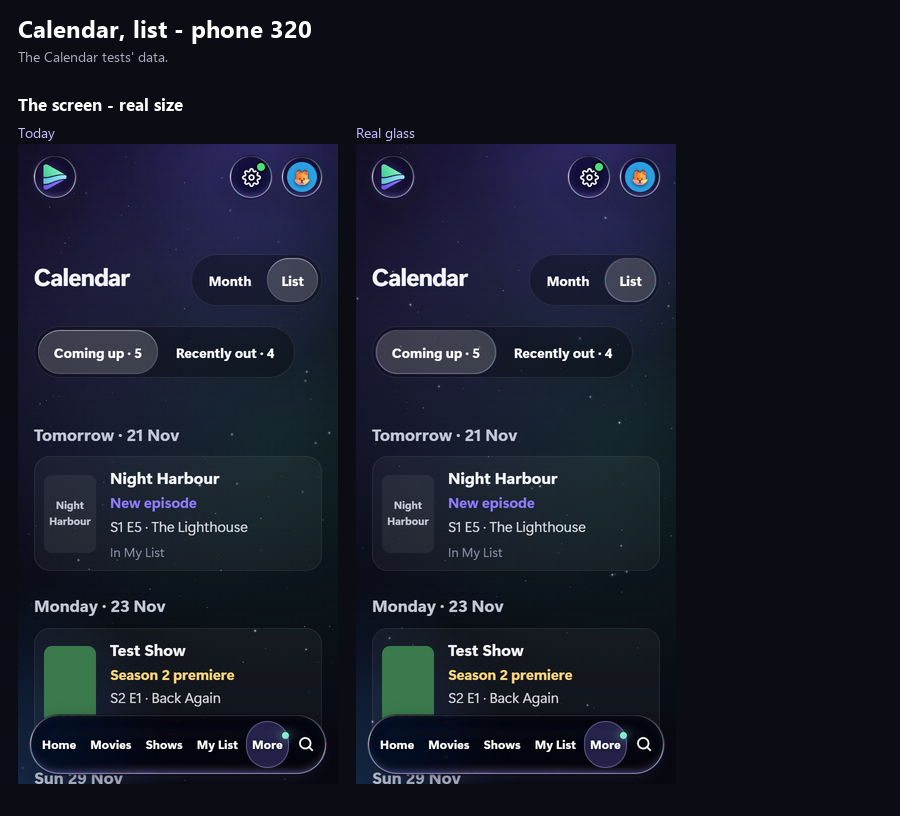 Calendar, list - phone 320
The Calendar tests' data.
The screen - real size
Today
Calendar
Month
List
Coming up · 5
Recently out · 4
Tomorrow · 21 Nov
Night
Harbour
Night Harbour
New episode
S1 E5 · The Lighthouse
In My List
Monday · 23 Nov
Test Show
Season 2 premiere
S2 E1 · Back Again
Home
Movies
Shows
My List
More
Sun 29 Nov
Real glass
Calendar
Month
List
Coming up · 5
Recently out · 4
Tomorrow · 21 Nov
Night
Harbour
Night Harbour
New episode
S1 E5 · The Lighthouse
In My List
Monday · 23 Nov
Test Show
Season 2 premiere
S2 E1 · Back Again
Home
Movies
Shows
My List
More
Sun 29 Nov